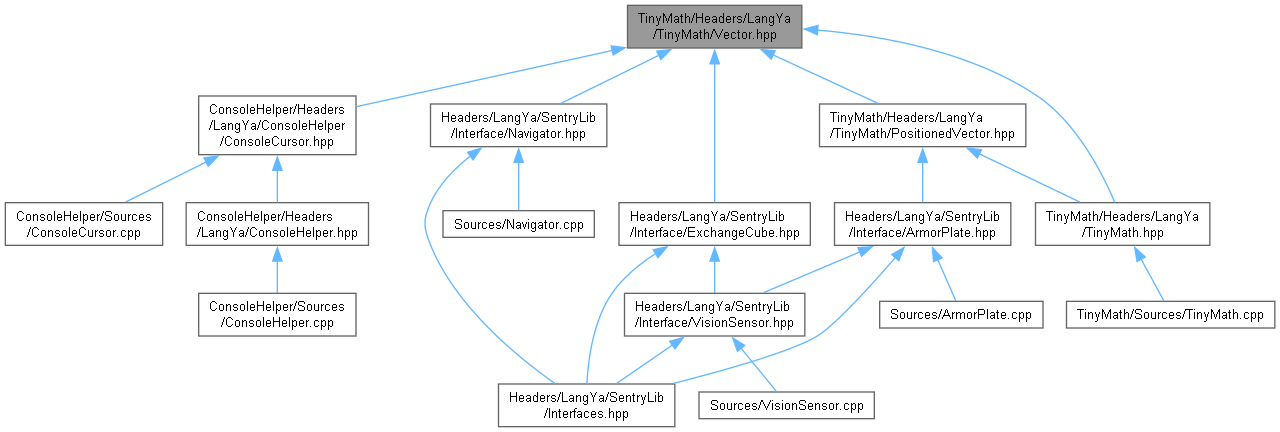 TinyMath/Headers/LangYa
/TinyMath/Vector.hpp
ConsoleHelper/Headers
/LangYa/ConsoleHelper
/ConsoleCursor.hpp
Headers/LangYa/SentryLib
/Interface/Navigator.hpp
TinyMath/Headers/LangYa
/TinyMath/PositionedVector.hpp
ConsoleHelper/Sources
/ConsoleCursor.cpp
ConsoleHelper/Headers
/LangYa/ConsoleHelper.hpp
Sources/Navigator.cpp
Headers/LangYa/SentryLib
/Interface/ExchangeCube.hpp
Headers/LangYa/SentryLib
/Interface/ArmorPlate.hpp
TinyMath/Headers/LangYa
/TinyMath.hpp
ConsoleHelper/Sources
/ConsoleHelper.cpp
Headers/LangYa/SentryLib
/Interface/VisionSensor.hpp
Sources/ArmorPlate.cpp
TinyMath/Sources/TinyMath.cpp
Headers/LangYa/SentryLib
/Interfaces.hpp
Sources/VisionSensor.cpp